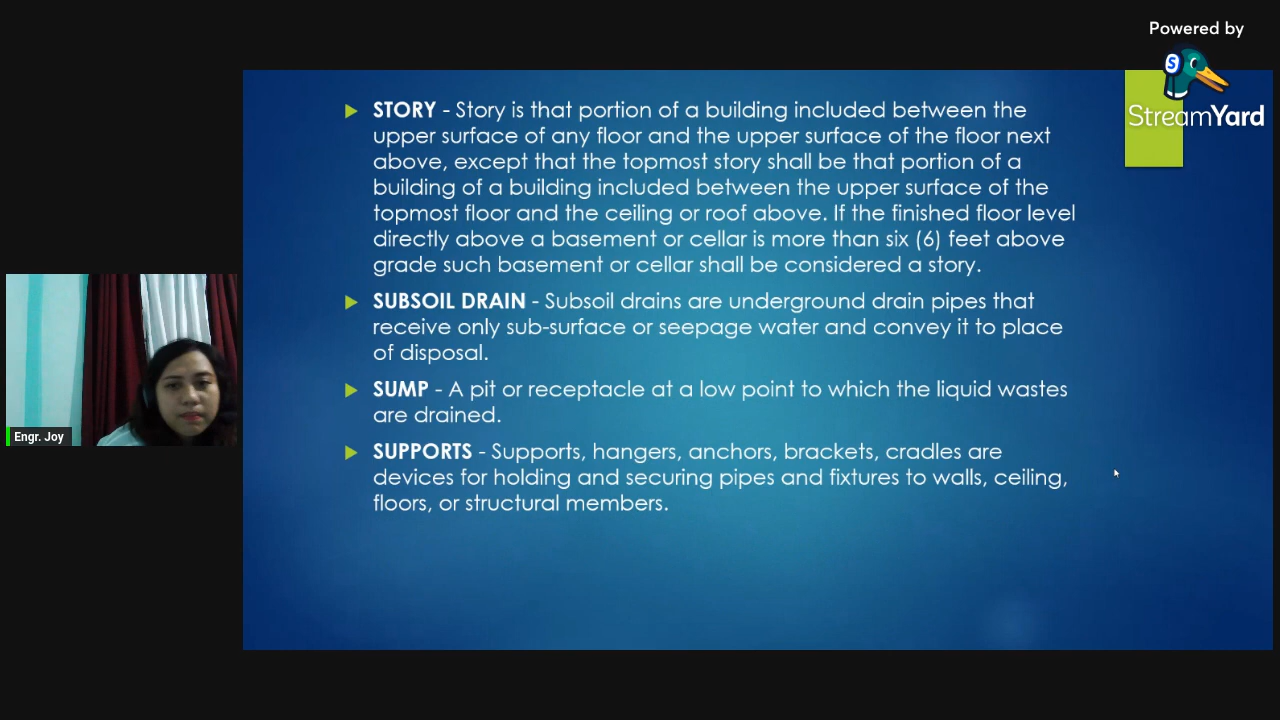 Powered by
S
StreamYard
STORY - Story is that portion of a building included between the
upper surface of any floor and the upper surface of the floor next
above, except that the topmost story shall be that portion of a
building of a building included between the upper surface of the
topmost floor and the ceiling or roof above. If the finished floor level
directly above a basement or cellar is more than six (6) feet above
grade such basement or cellar shall be considered a story.
SUBSOIL DRAIN - Subsoil drains are underground drain pipes that
receive only sub-surface or seepage water and convey it to place
of disposal.
SUMP - A pit or receptacle at a low point to which the liquid wastes
are drained.
SUPPORTS - Supports, hangers, anchors, brackets, cradles are
devices for holding and securing pipes and fixtures to walls, ceiling,
floors, or structural members.
Engr. Joy